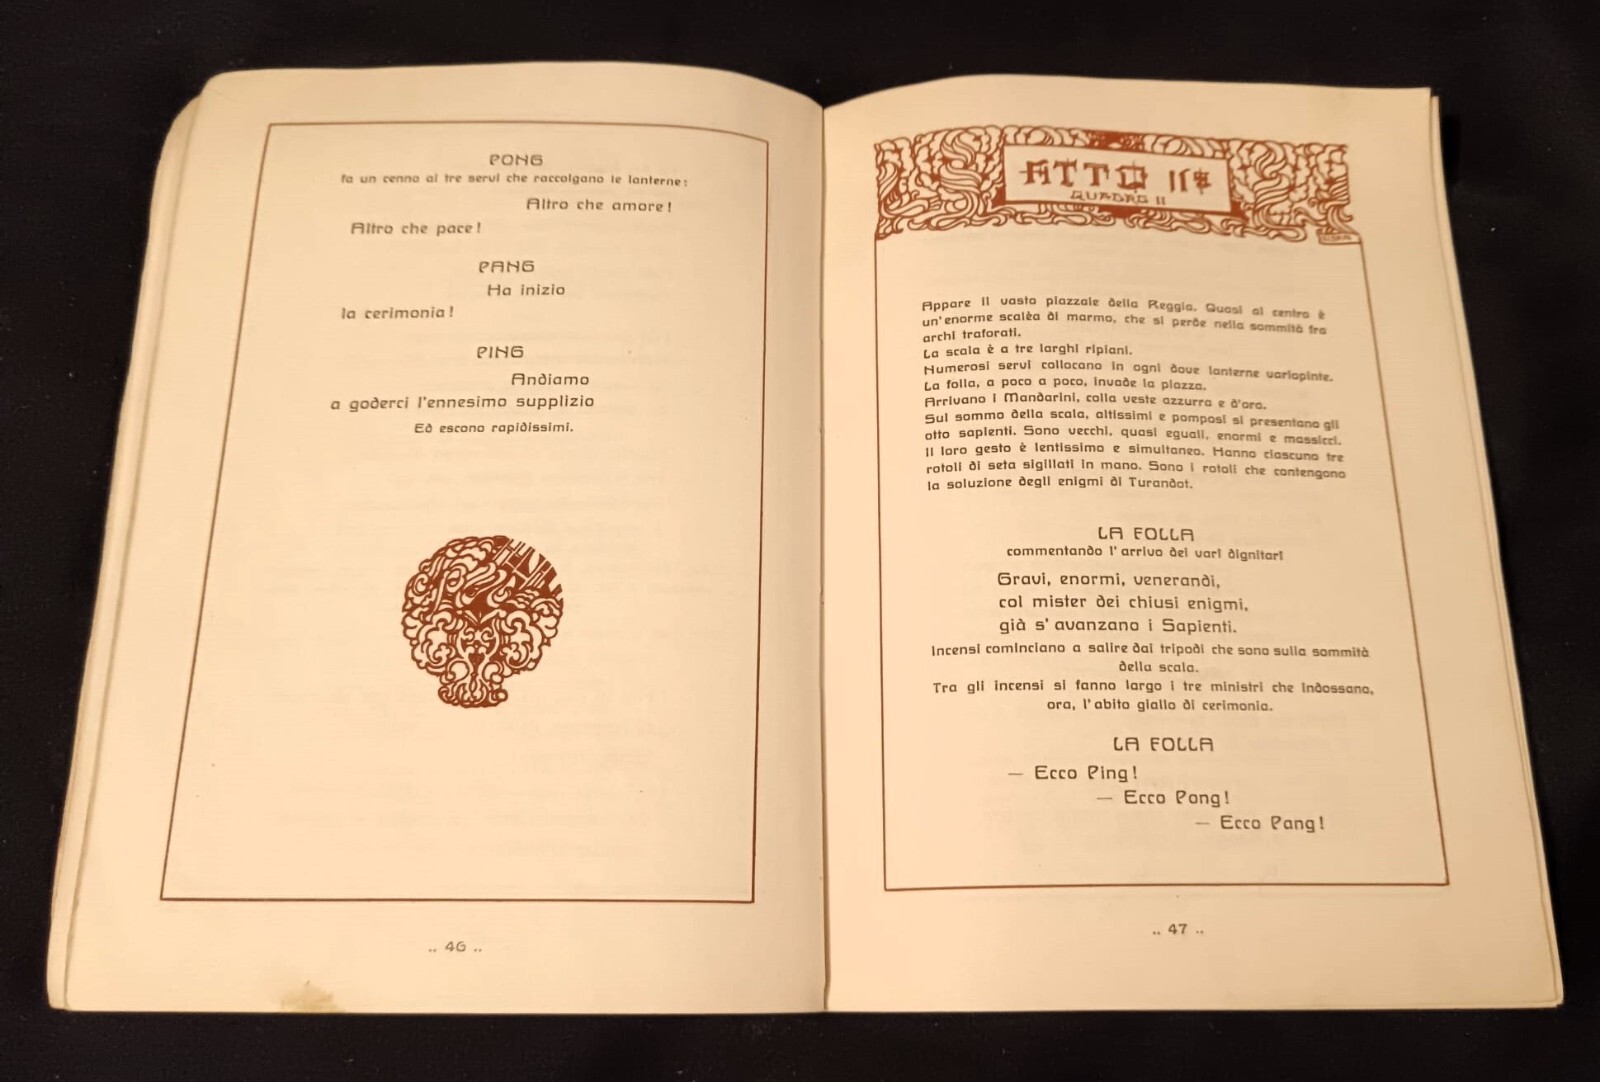 PONG
fa un cenno ai tre servi che raccolgano le lanterne:
Altro che amore!
Altro che pace!
PANG
Ha inizio
la cerimonia!
PING
Andiamo
a goderci l'ennesimo supplizio
Ed escono rapidissimi.
.. 46 ..
ATTO IIº
QUADRO II
Appare il vasto piazzale della Reggia. Quasi al centro è
un'enorme scalèa di marmo, che si perde nella sommità fra
archi traforati.
La scala è a tre larghi ripiani.
Numerosi servi collocano in ogni dove lanterne variopinte.
La folla, a poco a poco, invade la piazza.
Arrivano i Mandarini, colla veste azzurra e d'oro.
Sul sommo della scala, altissimi e pomposi si presentano gli
otto sapienti. Sono vecchi, quasi eguali, enormi e massicci.
Il loro gesto è lentissimo e simultaneo. Hanno ciascuno tre
rotoli di seta sigillati in mano. Sono i rotoli che contengono
la soluzione degli enigmi di Turandot.
LA FOLLA
commentando l'arrivo dei vari dignitari
Gravi, enormi, venerandi,
col mister dei chiusi enigmi,
già s'avanzano i Sapienti.
Incensi cominciano a salire dai tripodi che sono sulla sommità
della scala.
Tra gli incensi si fanno largo i tre ministri che indossano,
ora, l'abito giallo di cerimonia.
LA FOLLA
— Ecco Ping!
— Ecco Pong!
— Ecco Pang!
.. 47 ..